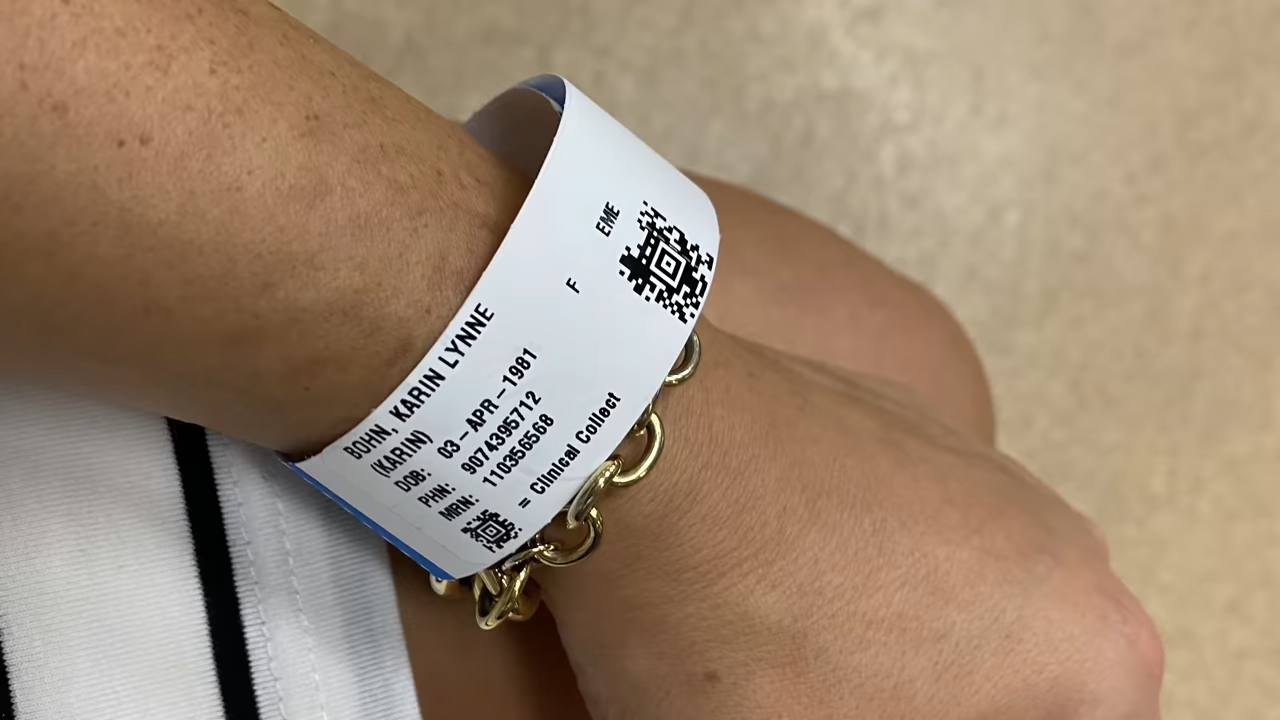 BOHN, KARIN LYNNE
(KARIN)
DOB: 03-APR-1981 F
PHN: 9074395712
MRN: 110356568 EME
= Clinical Collect